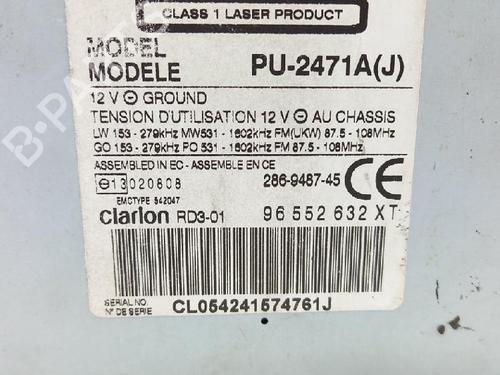 CLASS 1 LASER PRODUCT
MODEL
MODELE PU-2471A(J)
12 V ⊖ GROUND
TENSION D'UTILISATION 12 V ⊖ AU CHASSIS
LW 153 - 279kHz MW531 - 1602kHz FM(UKW) 87.5 - 108MHz
GO 153 - 279kHz PO 531 - 1602kHz FM 87.5 - 108MHz
ASSEMBLED IN EC - ASSEMBLE EN CE
13 020808 286-9487-45 CE
EMCTYPE 942047
Clarion RD3-01 96 552 632 XT
SERIAL NO.
N° DE SERIE CL054241574761J